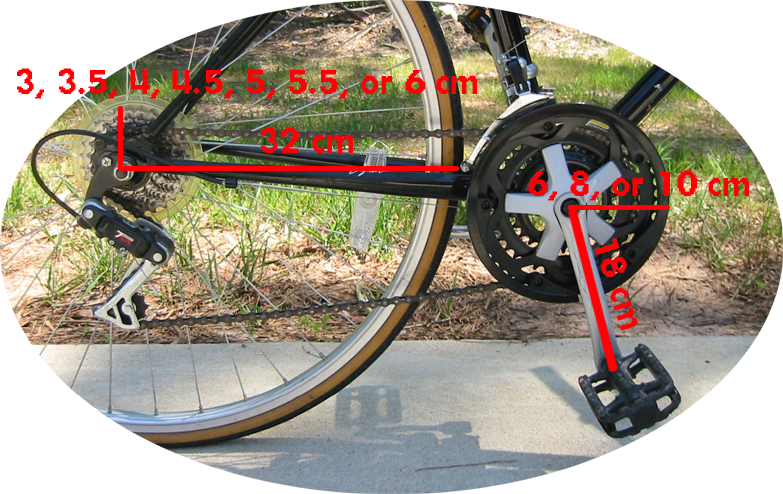 3, 3.5, 4, 4.5, 5, 5.5, or 6 cm
32 cm
6, 8, or 10 cm
18 cm